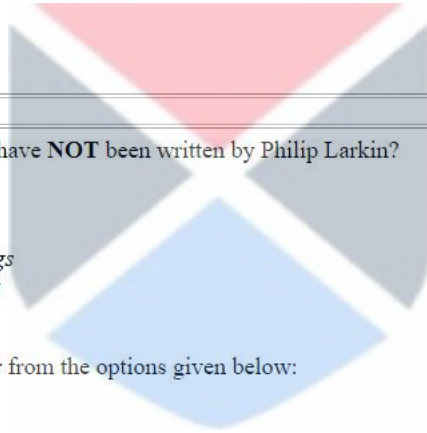 have NOT been written by Philip Larkin?
gs
from the options given below: